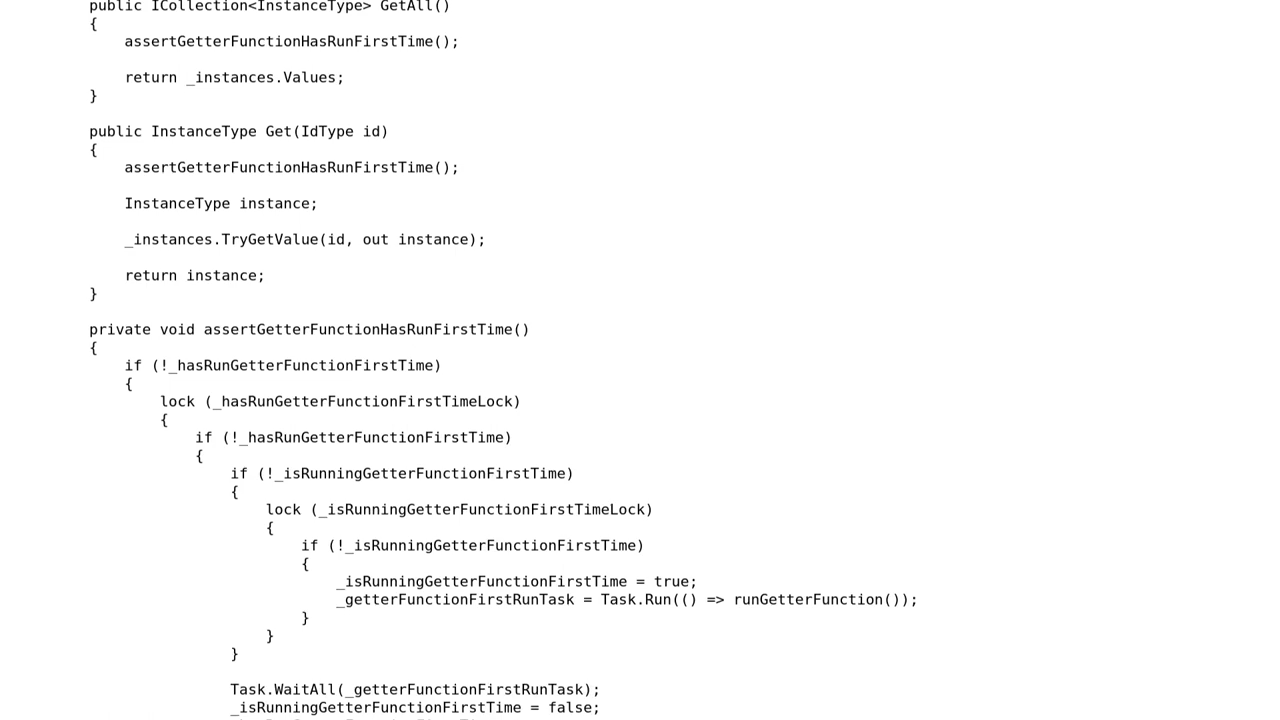 public ICollection<InstanceType> GetAll()
{
    assertGetterFunctionHasRunFirstTime();

    return _instances.Values;
}

public InstanceType Get(IdType id)
{
    assertGetterFunctionHasRunFirstTime();

    InstanceType instance;

    _instances.TryGetValue(id, out instance);

    return instance;
}

private void assertGetterFunctionHasRunFirstTime()
{
    if (!_hasRunGetterFunctionFirstTime)
    {
        lock (_hasRunGetterFunctionFirstTimeLock)
        {
            if (!_hasRunGetterFunctionFirstTime)
            {
                if (!_isRunningGetterFunctionFirstTime)
                {
                    lock (_isRunningGetterFunctionFirstTimeLock)
                    {
                        if (!_isRunningGetterFunctionFirstTime)
                        {
                            _isRunningGetterFunctionFirstTime = true;
                            _getterFunctionFirstRunTask = Task.Run(() => runGetterFunction());
                        }
                    }
                }

                Task.WaitAll(_getterFunctionFirstRunTask);
                _isRunningGetterFunctionFirstTime = false;